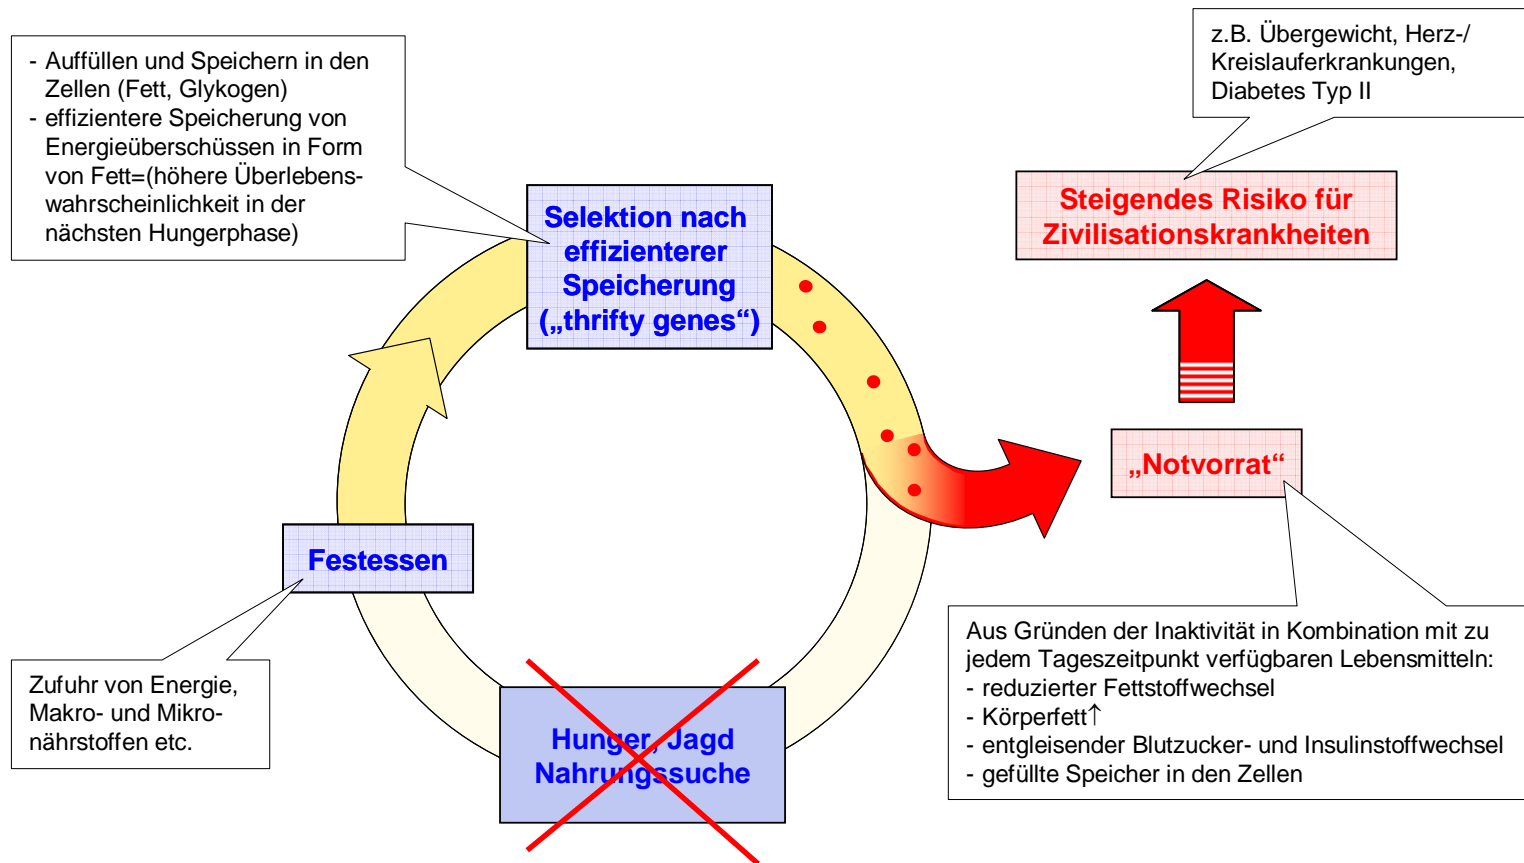 - Auffüllen und Speichern in den
Zellen (Fett, Glykogen)
- effizientere Speicherung von
Energieüberschüssen in Form
von Fett=(höhere Überlebens-
wahrscheinlichkeit in der
nächsten Hungerphase)
z.B. Übergewicht, Herz-/
Kreislauferkrankungen,
Diabetes Typ II
Selektion nach
effizienterer
Speicherung
(„thrifty genes“)
Steigendes Risiko für
Zivilisationskrankheiten
„Notvorrat“
Festessen
Zufuhr von Energie,
Makro- und Mikro-
nährstoffen etc.
Hunger, Jagd
Nahrungssuche
Aus Gründen der Inaktivität in Kombination mit zu
jedem Tageszeitpunkt verfügbaren Lebensmitteln:
- reduzierter Fettstoffwechsel
- Körperfett↑
- entgleisender Blutzucker- und Insulinstoffwechsel
- gefüllte Speicher in den Zellen